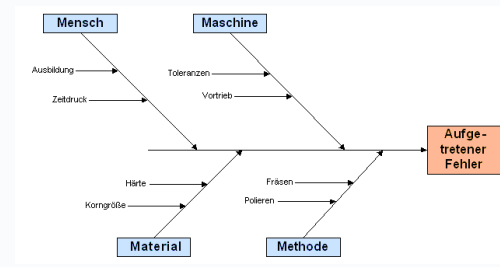 Mensch
Maschine
Ausbildung
Zeitdruck
Toleranzen
Vortrieb
Aufge-
tretener
Fehler
Härte
Korngröße
Fräsen
Polieren
Material
Methode